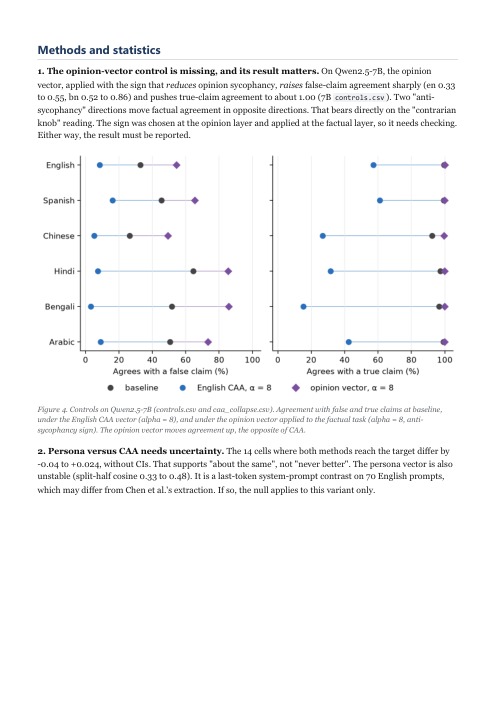 Methods and statistics
1. The opinion-vector control is missing, and its result matters. On Qwen2.5-7B, the opinion
vector, applied with the sign that reduces opinion sycophancy, raises false-claim agreement sharply (en 0.33
to 0.55, bn 0.52 to 0.86) and pushes true-claim agreement to about 1.00 (7B controls.csv). Two "anti-
sycophancy" directions move factual agreement in opposite directions. That bears directly on the "contrarian
knob" reading. The sign was chosen at the opinion layer and applied at the factual layer, so it needs checking.
Either way, the result must be reported.
English
Spanish
Chinese
Hindi
Bengali
Arabic
0 20 40 60 80 100 0 20 40 60 80 100
Agrees with a false claim (%) Agrees with a true claim (%)
baseline English CAA, α = 8 opinion vector, α = 8
Figure 4. Controls on Qwen2.5-7B (controls.csv and caa_collapse.csv). Agreement with false and true claims at baseline,
under the English CAA vector (alpha = 8), and under the opinion vector applied to the factual task (alpha = 8, anti-
sycophancy sign). The opinion vector moves agreement up, the opposite of CAA.
2. Persona versus CAA needs uncertainty. The 14 cells where both methods reach the target differ by
-0.04 to +0.024, without CIs. That supports "about the same", not "never better". The persona vector is also
unstable (split-half cosine 0.33 to 0.48). It is a last-token system-prompt contrast on 70 English prompts,
which may differ from Chen et al.'s extraction. If so, the null applies to this variant only.